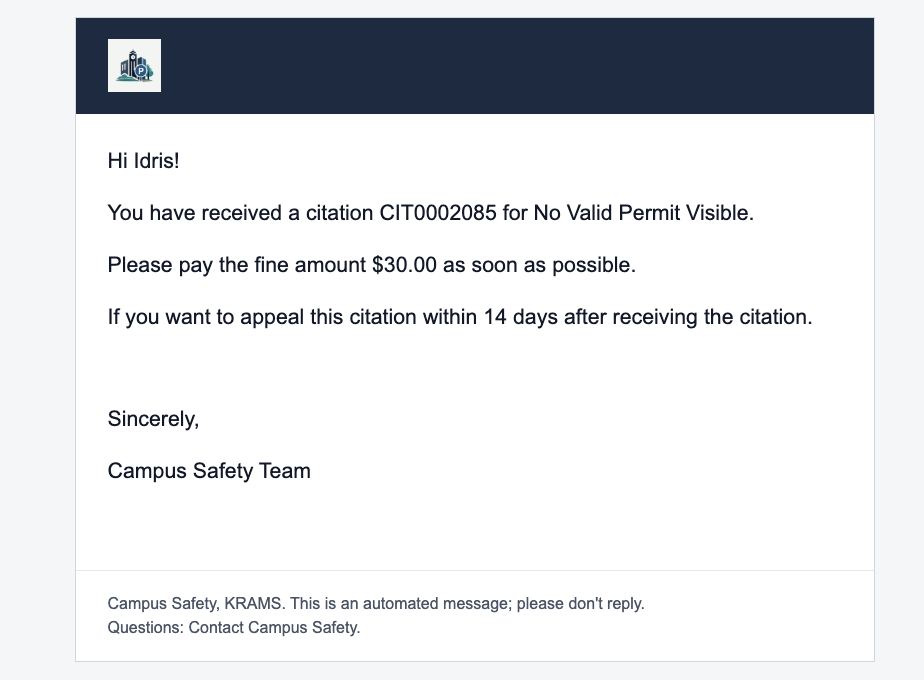 P
Hi Idris!
You have received a citation CIT0002085 for No Valid Permit Visible.
Please pay the fine amount $30.00 as soon as possible.
If you want to appeal this citation within 14 days after receiving the citation.
Sincerely,
Campus Safety Team
Campus Safety, KRAMS. This is an automated message; please don't reply.
Questions: Contact Campus Safety.